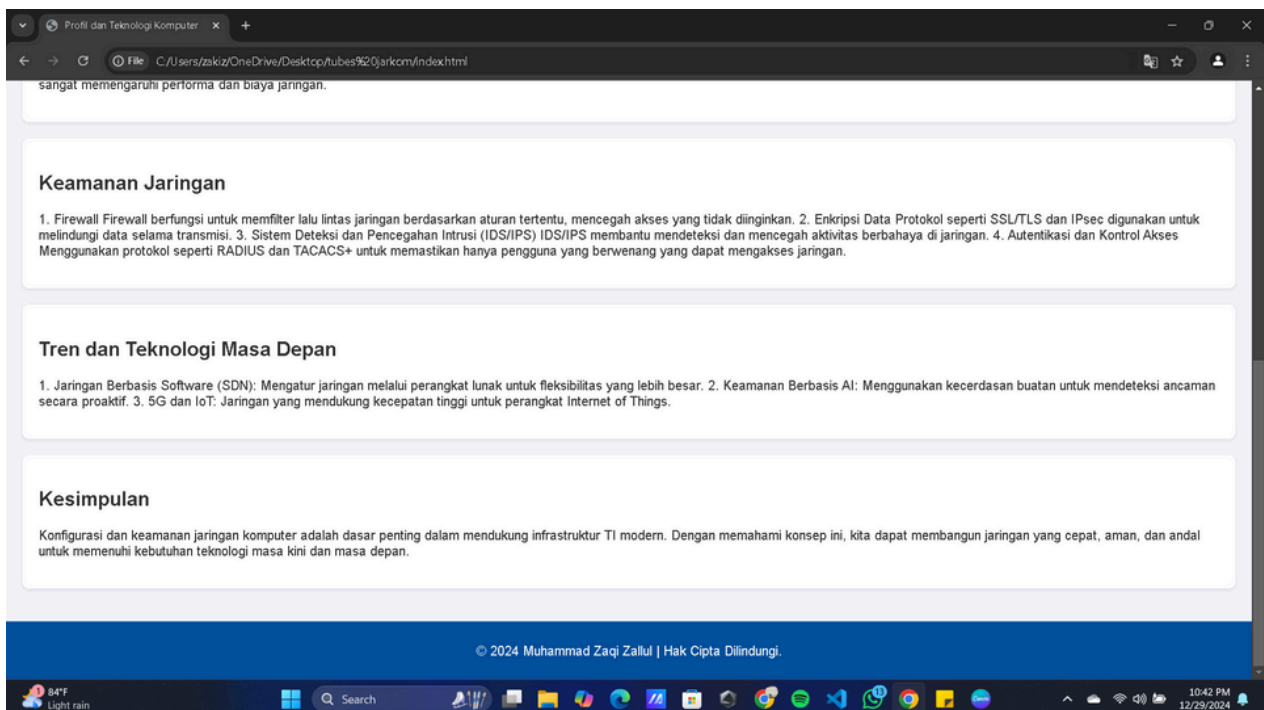 Profil dan Teknologi Komputer
File C:/Users/zakiz/OneDrive/Desktop/tubes%20jarkom/index.html
sangat memengaruhi performa dan biaya jaringan.
Keamanan Jaringan
1. Firewall Firewall berfungsi untuk memfilter lalu lintas jaringan berdasarkan aturan tertentu, mencegah akses yang tidak diinginkan. 2. Enkripsi Data Protokol seperti SSL/TLS dan IPsec digunakan untuk
melindungi data selama transmisi. 3. Sistem Deteksi dan Pencegahan Intrusi (IDS/IPS) IDS/IPS membantu mendeteksi dan mencegah aktivitas berbahaya di jaringan. 4. Autentikasi dan Kontrol Akses
Menggunakan protokol seperti RADIUS dan TACACS+ untuk memastikan hanya pengguna yang berwenang yang dapat mengakses jaringan.
Tren dan Teknologi Masa Depan
1. Jaringan Berbasis Software (SDN): Mengatur jaringan melalui perangkat lunak untuk fleksibilitas yang lebih besar. 2. Keamanan Berbasis AI: Menggunakan kecerdasan buatan untuk mendeteksi ancaman
secara proaktif. 3. 5G dan IoT: Jaringan yang mendukung kecepatan tinggi untuk perangkat Internet of Things.
Kesimpulan
Konfigurasi dan keamanan jaringan komputer adalah dasar penting dalam mendukung infrastruktur TI modern. Dengan memahami konsep ini, kita dapat membangun jaringan yang cepat, aman, dan andal
untuk memenuhi kebutuhan teknologi masa kini dan masa depan.
© 2024 Muhammad Zaqi Zallul | Hak Cipta Dilindungi.
1
84°F
Light rain
Search
10:42 PM
12/29/2024